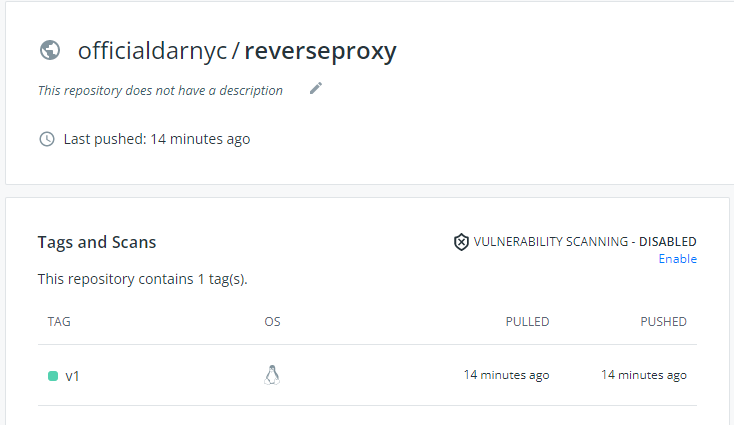 officialdarnyc / reverseproxy
This repository does not have a description
Last pushed: 14 minutes ago
Tags and Scans
VULNERABILITY SCANNING - DISABLED
Enable
This repository contains 1 tag(s).
TAG OS PULLED PUSHED
v1 14 minutes ago 14 minutes ago